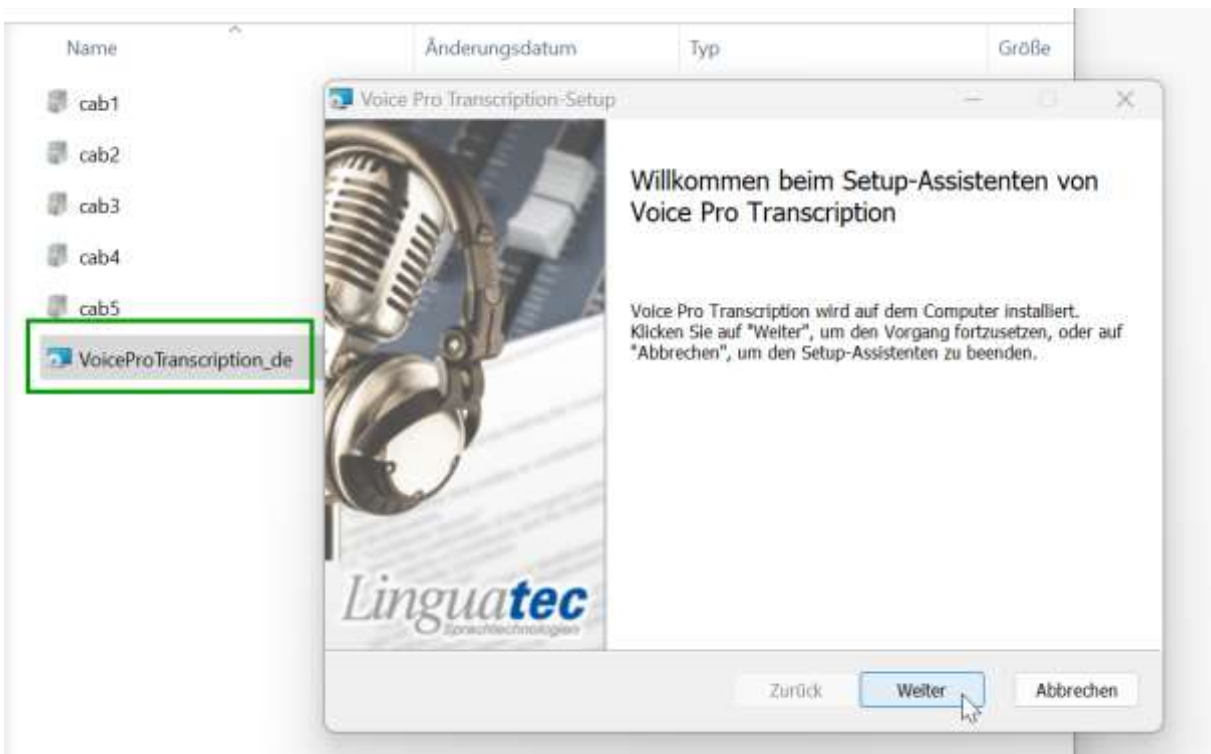 Name Änderungsdatum Typ Größe
cab1
cab2
cab3
cab4
cab5
VoiceProTranscription_de
Voice Pro Transcription-Setup
Willkommen beim Setup-Assistenten von
Voice Pro Transcription
Voice Pro Transcription wird auf dem Computer installiert.
Klicken Sie auf "Weiter", um den Vorgang fortzusetzen, oder auf
"Abbrechen", um den Setup-Assistenten zu beenden.
Linguatec
Sprachtechnologien
Zurück Weiter Abbrechen